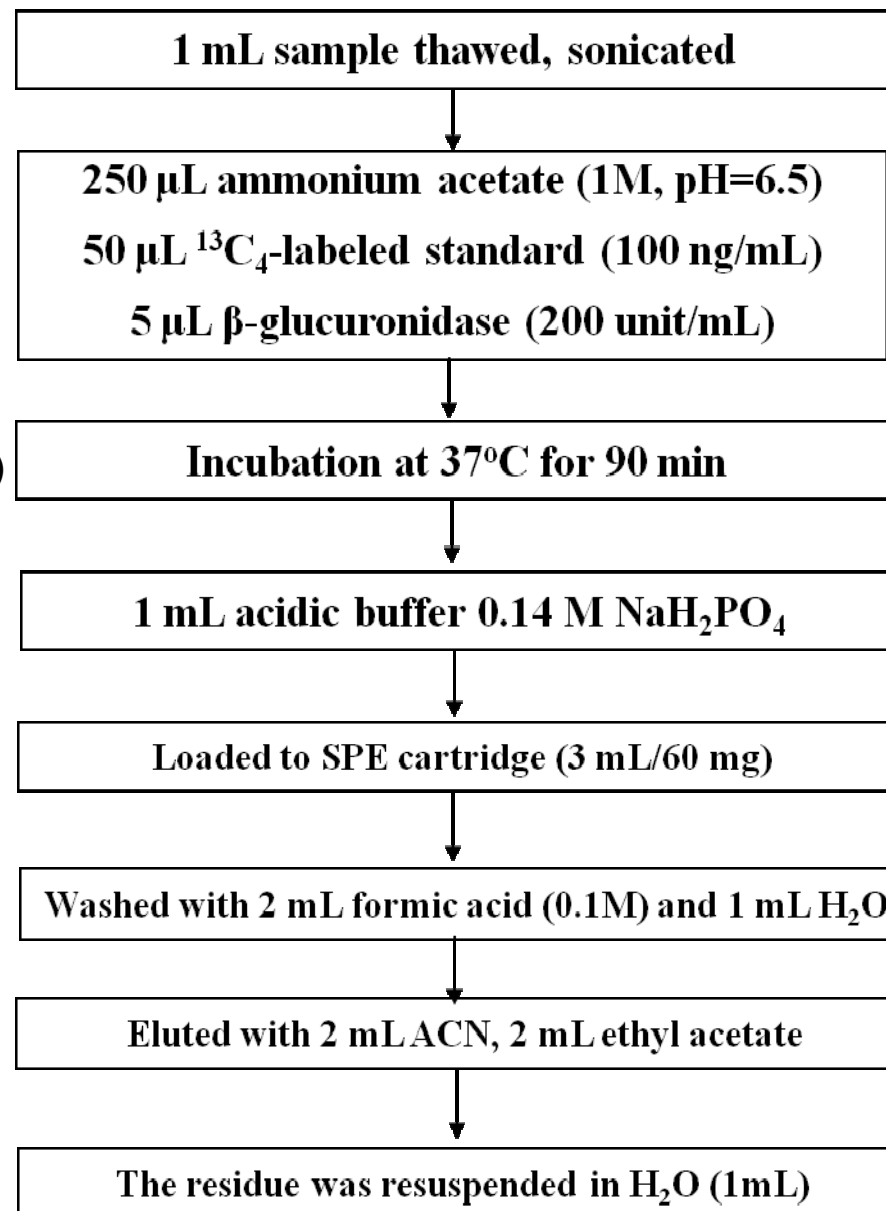 1 mL sample thawed, sonicated
250 µL ammonium acetate (1M, pH=6.5)
50 µL ¹³C₄-labeled standard (100 ng/mL)
5 µL β-glucuronidase (200 unit/mL)
)
Incubation at 37°C for 90 min
1 mL acidic buffer 0.14 M NaH₂PO₄
Loaded to SPE cartridge (3 mL/60 mg)
Washed with 2 mL formic acid (0.1M) and 1 mL H₂O
Eluted with 2 mL ACN, 2 mL ethyl acetate
The residue was resuspended in H₂O (1mL)